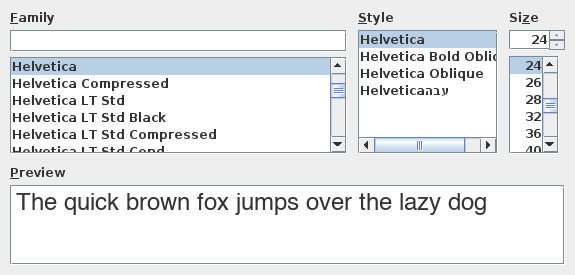 Family
Helvetica
Helvetica Compressed
Helvetica LT Std
Helvetica LT Std Black
Helvetica LT Std Compressed
Helvetica LT Std Cond
Style
Helvetica
Helvetica Bold Obliq
Helvetica Oblique
Helveticaעברה
Size
24
24
26
28
32
36
40
Preview
The quick brown fox jumps over the lazy dog